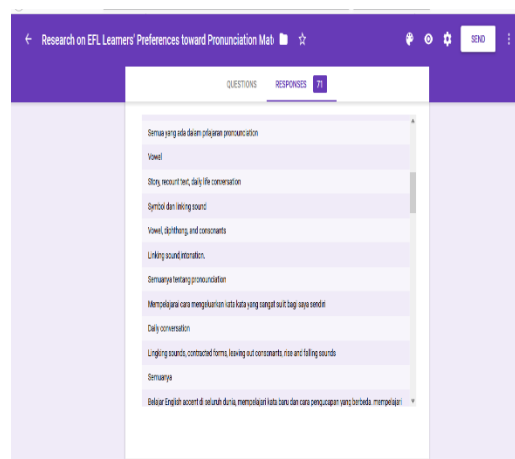 Research on EFL Learners' Preferences toward Pronunciation Mat
SEND
QUESTIONS RESPONSES 71
Semua yang ada dalam prlajaran pronounciation
Vowel
Story, recount text, daily life conversation
Symbol dan linking sound
Vowel, diphthong, and consonants
Linking sound,intonation.
Semuanya tentang pronounciation
Mempelajarai cara mengeluarkan kata kata yang sangat sulit bagi saya sendiri
Daily conversation
Lingking sounds, contracted forms, leaving out consonants, rise and falling sounds
Semuanya
Belajar English accent di seluruh dunia, mempelajari kata baru dan cara pengucapan yang berbeda. mempelajari